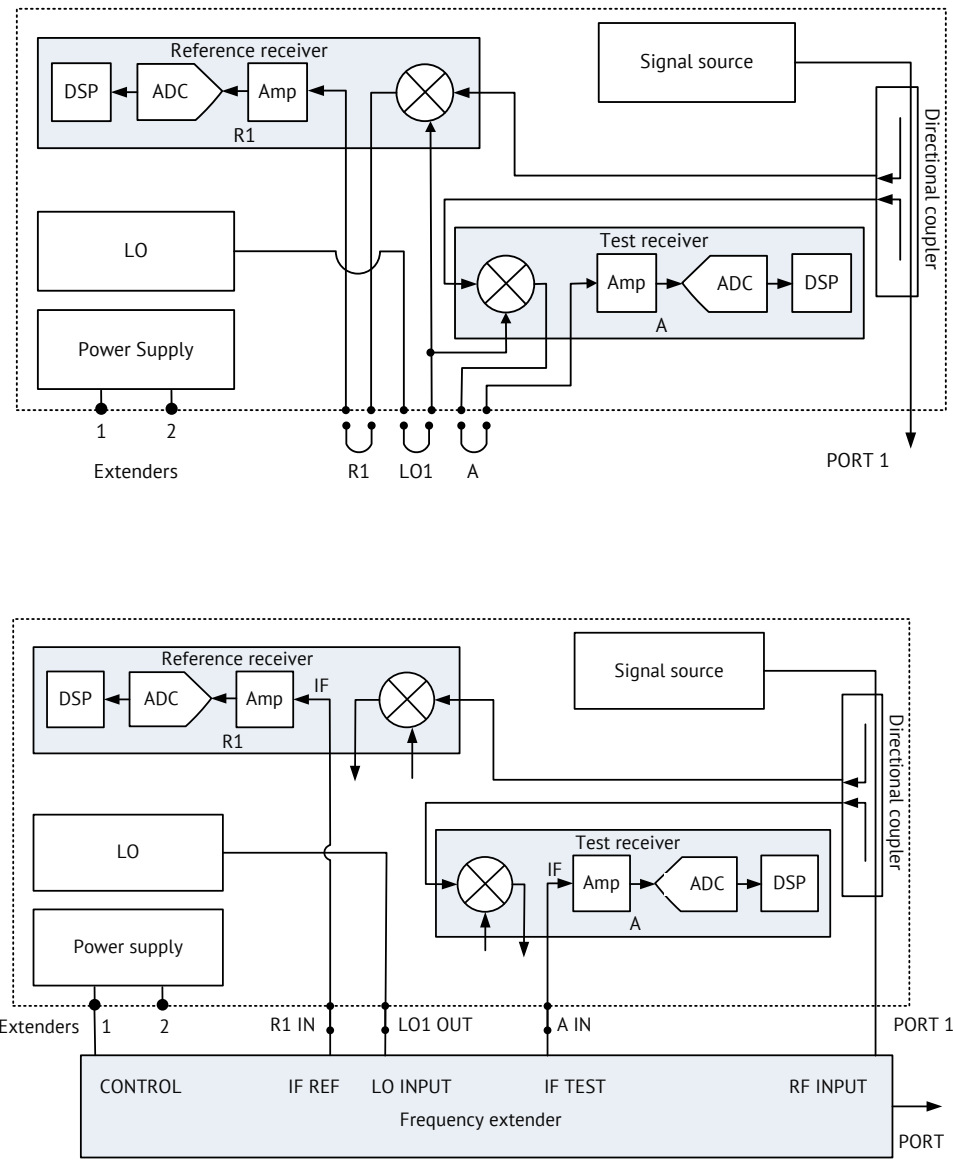 Reference receiver
Signal source
DSP
ADC
Amp
R1
Directional coupler
LO
Test receiver
Amp
ADC
DSP
A
Power Supply
1
2
Extenders
R1
LO1
A
PORT 1
Reference receiver
Signal source
DSP
ADC
Amp
IF
R1
Directional coupler
LO
Test receiver
IF
Amp
ADC
DSP
A
Power supply
Extenders
1
2
R1 IN
LO1 OUT
A IN
PORT 1
CONTROL
IF REF
LO INPUT
IF TEST
RF INPUT
Frequency extender
PORT